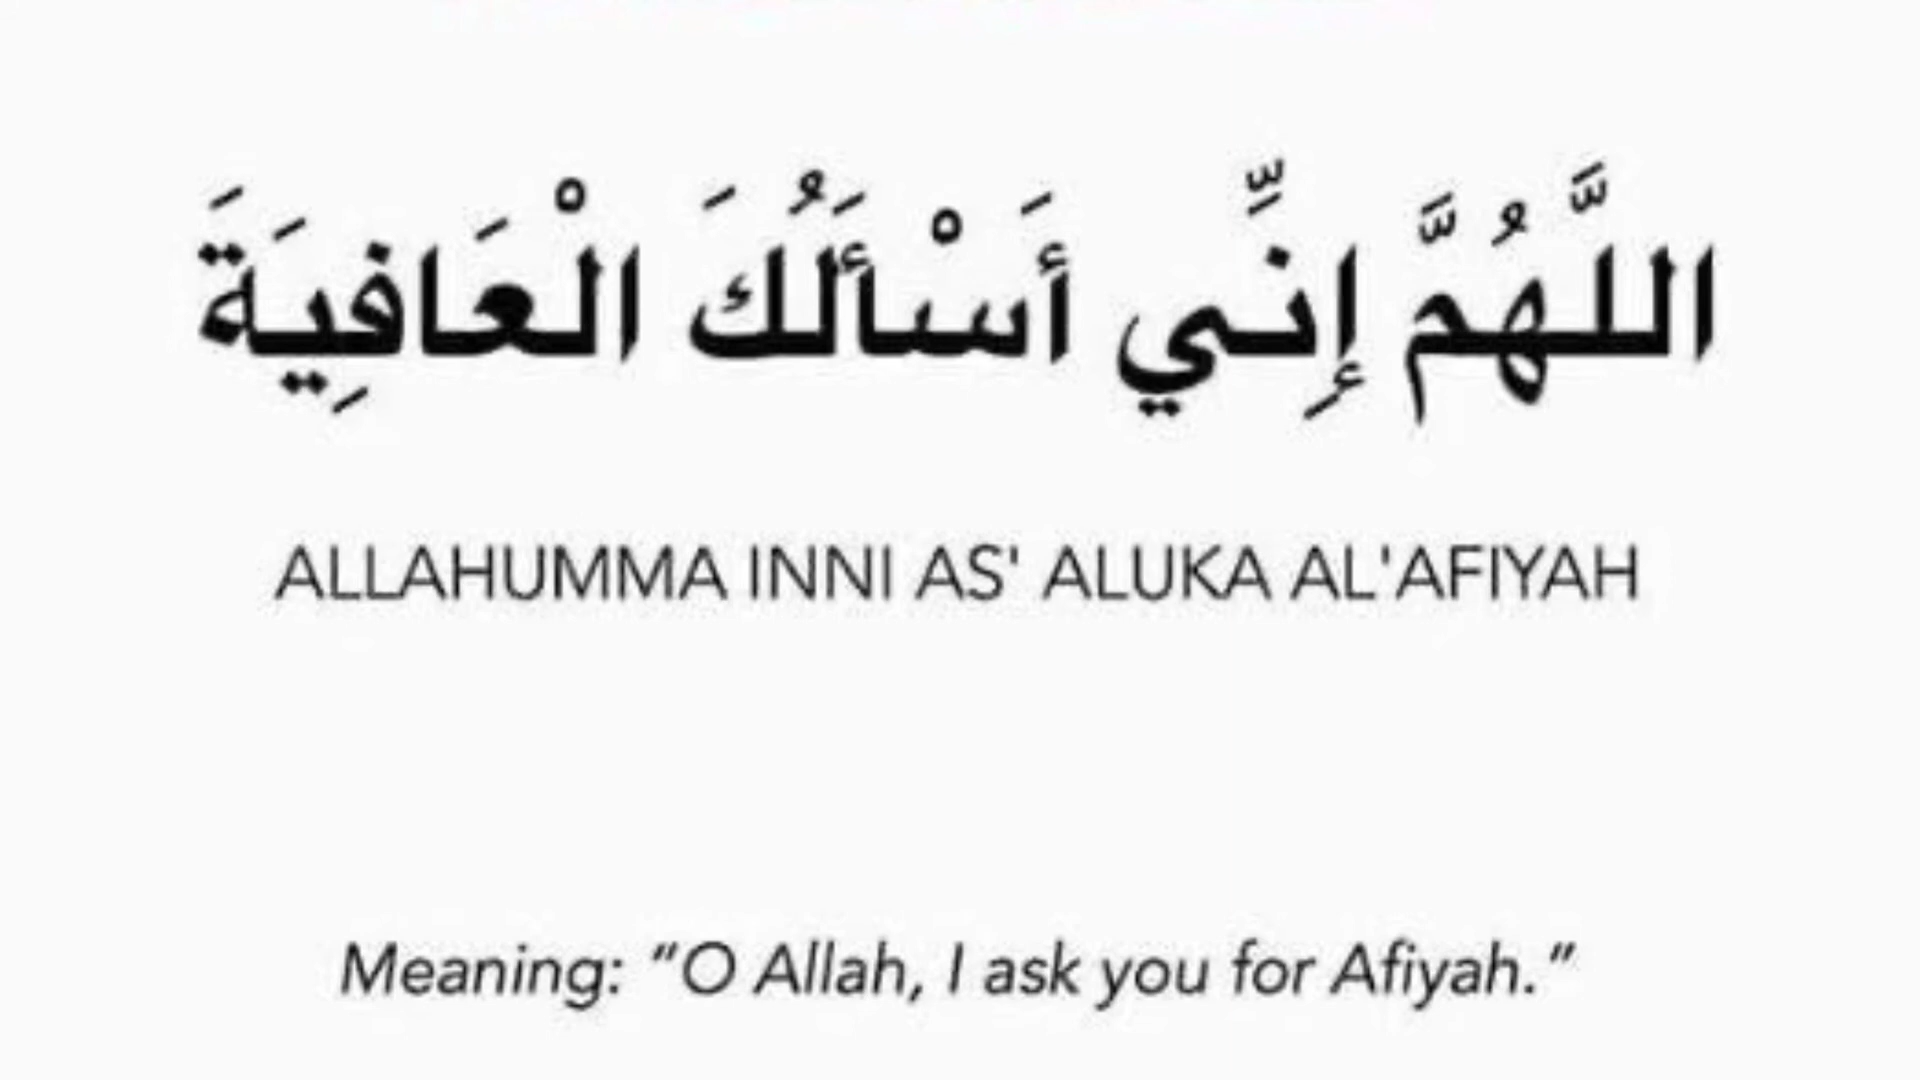 اللَّهُمَّ إِنِّي أَسْأَلُكَ الْعَافِيَةَ
ALLAHUMMA INNI AS' ALUKA AL'AFIYAH
Meaning: “O Allah, I ask you for Afiyah.”